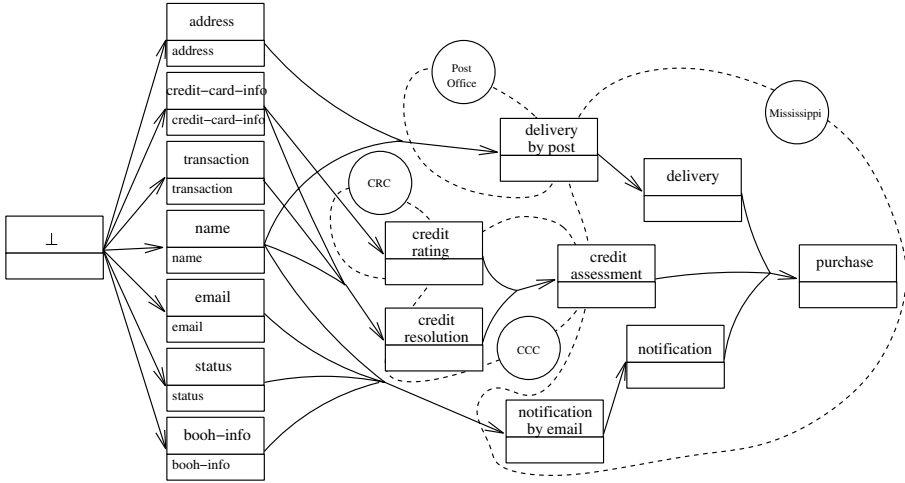 address
address
credit-card-info
credit-card-info
transaction
transaction
name
name
email
email
status
status
booh-info
booh-info
⊥
Post
Office
Mississippi
CRC
CCC
delivery
by post
delivery
credit
rating
credit
resolution
credit
assessment
purchase
notification
notification
by email